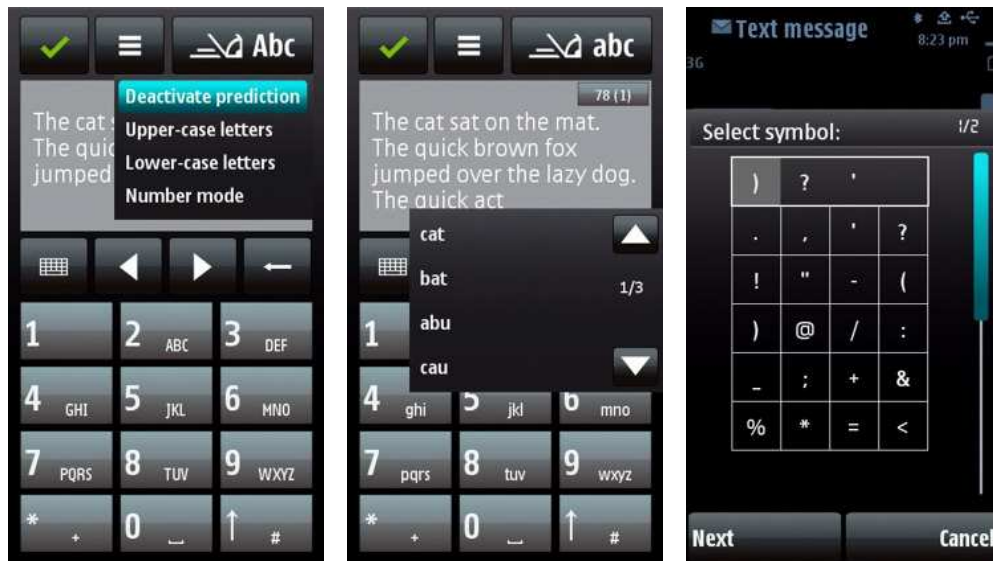 Abc
Deactivate prediction
Upper-case letters
Lower-case letters
Number mode
The cat
The quic
jumped
1
2 ABC
3 DEF
4 GHI
5 JKL
6 MNO
7 PQRS
8 TUV
9 WXYZ
* +
0
↑ #
abc
78 (1)
The cat sat on the mat.
The quick brown fox
jumped over the lazy dog.
The quick act
cat
bat
1/3
abu
cau
1
4 ghi
5 jkl
6 mno
7 pqrs
8 tuv
9 wxyz
* +
0
↑ #
Text message
8:23 pm
3G
Select symbol:
1/2
) ? '
. , ' ?
! " - (
) @ / :
_ ; + &
% * = <
Next
Cancel